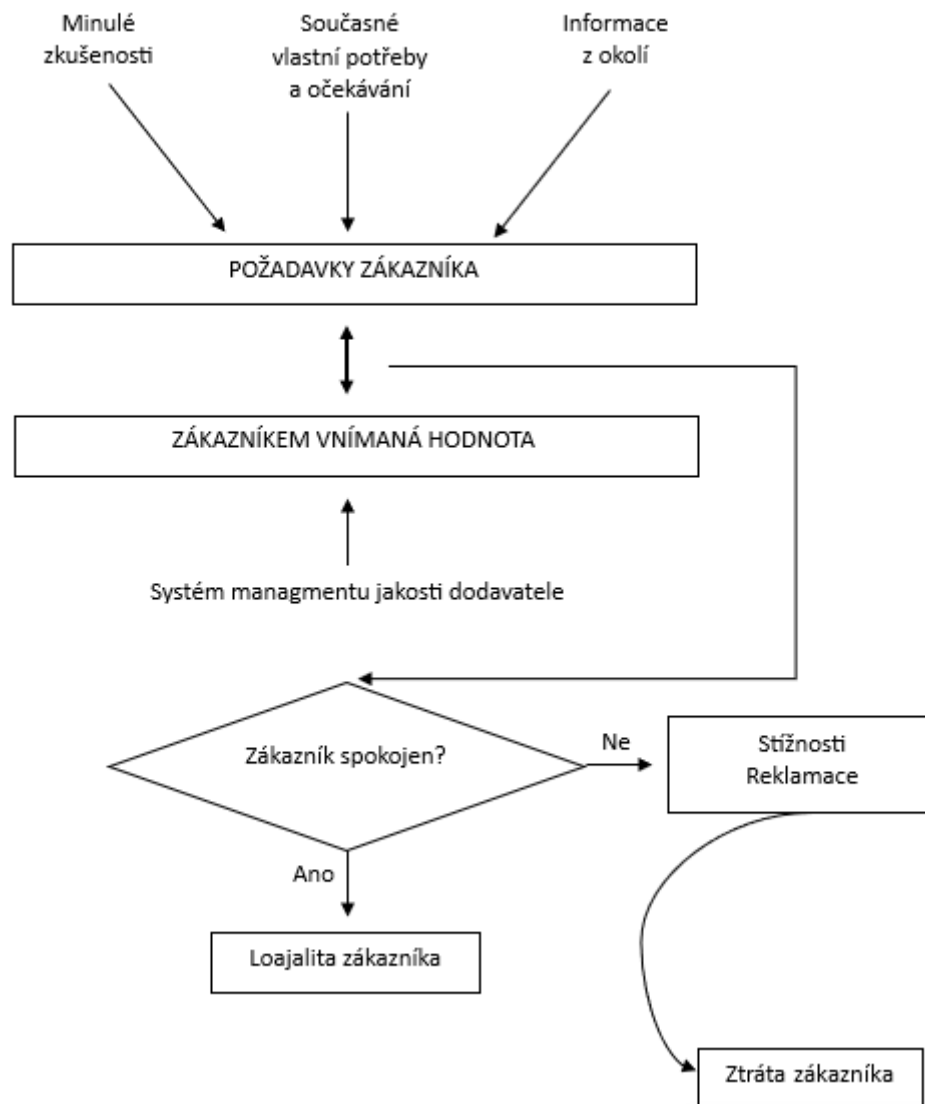 Minulé
zkušenosti
Současné
vlastní potřeby
a očekávání
Informace
z okolí
POŽADAVKY ZÁKAZNÍKA
ZÁKAZNÍKEM VNÍMANÁ HODNOTA
Systém managmentu jakosti dodavatele
Zákazník spokojen?
Ne
Stížnosti
Reklamace
Ano
Loajalita zákazníka
Ztráta zákazníka